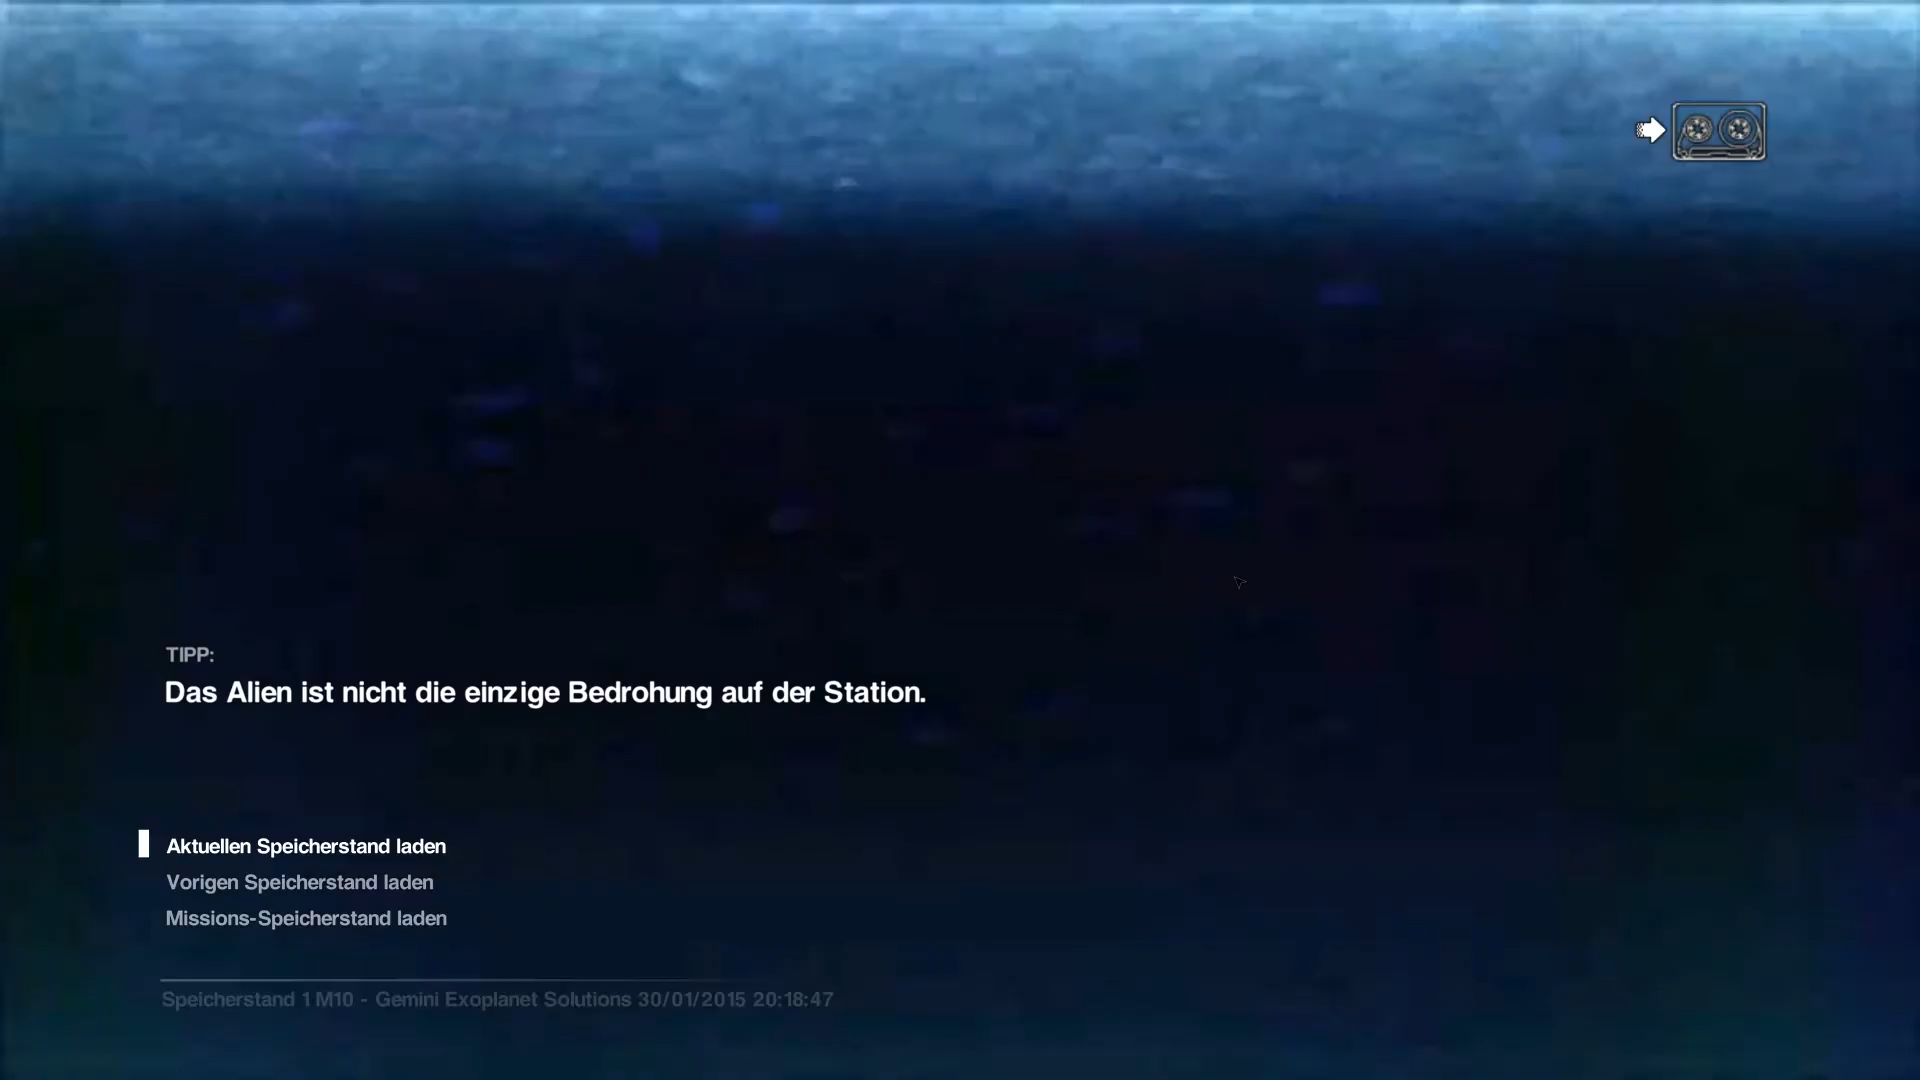 TIPP:
Das Alien ist nicht die einzige Bedrohung auf der Station.
Aktuellen Speicherstand laden
Vorigen Speicherstand laden
Missions-Speicherstand laden
Speicherstand 1 M10 - Gemini Exoplanet Solutions 30/01/2015 20:18:47